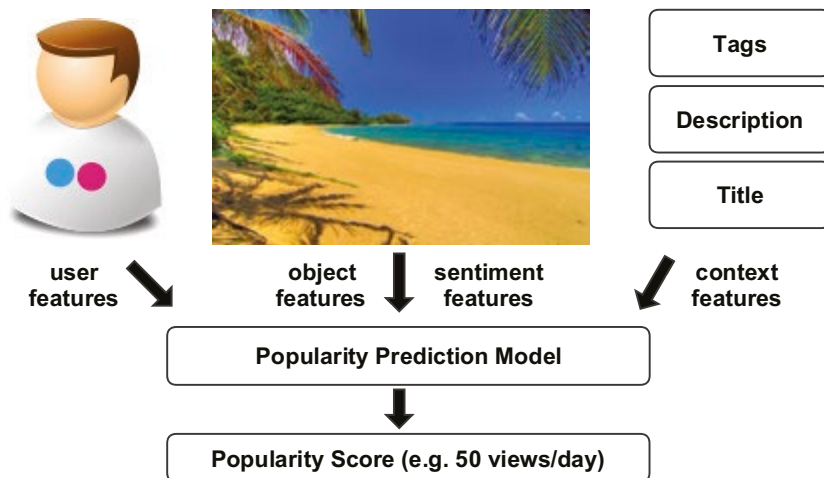 Tags
Description
Title
user
features
object
features
sentiment
features
context
features
Popularity Prediction Model
Popularity Score (e.g. 50 views/day)